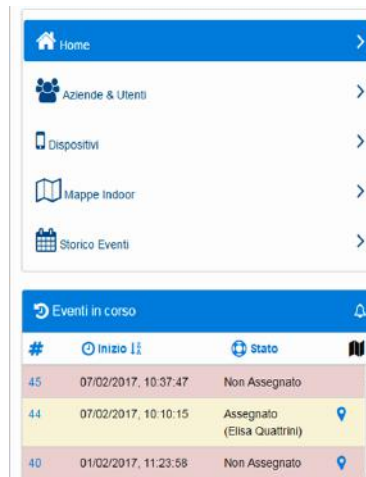 Home
Aziende & Utenti
Dispositivi
Mappe Indoor
Storico Eventi
Eventi in corso
# Inizio Stato
45 07/02/2017, 10:37:47 Non Assegnato
44 07/02/2017, 10:10:15 Assegnato
(Elisa Quattrini)
40 01/02/2017, 11:23:58 Non Assegnato